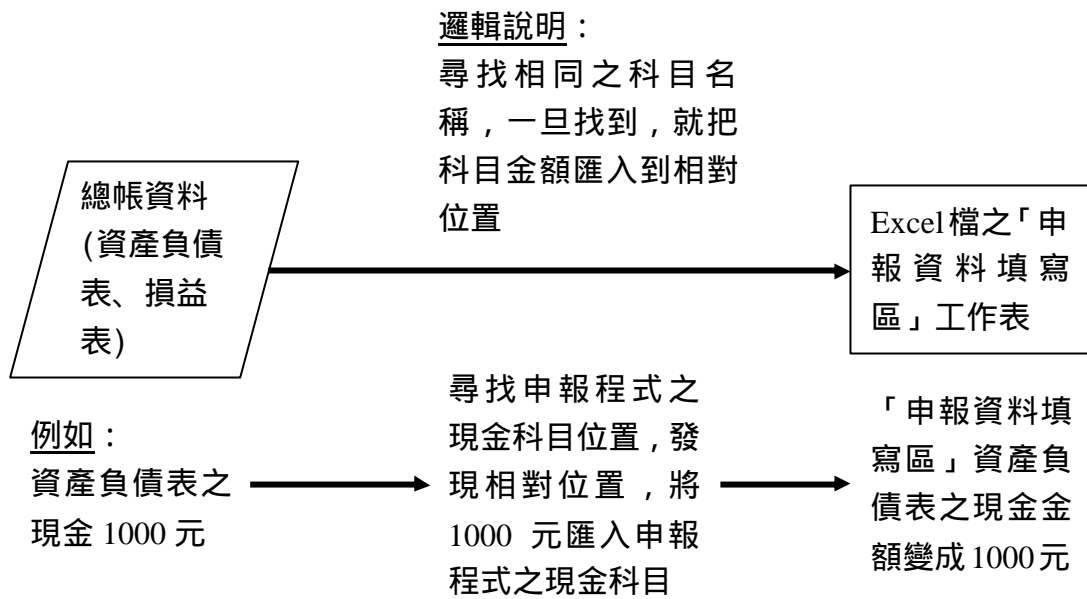 邏輯說明：
尋找相同之科目名
稱，一旦找到，就把
科目金額匯入到相對
位置
總帳資料
(資產負債
表、損益
表)
Excel檔之「申
報資料填寫
區」工作表
例如：
資產負債表之
現金 1000 元
尋找申報程式之
現金科目位置，發
現相對位置，將
1000 元匯入申報
程式之現金科目
「申報資料填
寫區」資產負
債表之現金金
額變成1000元